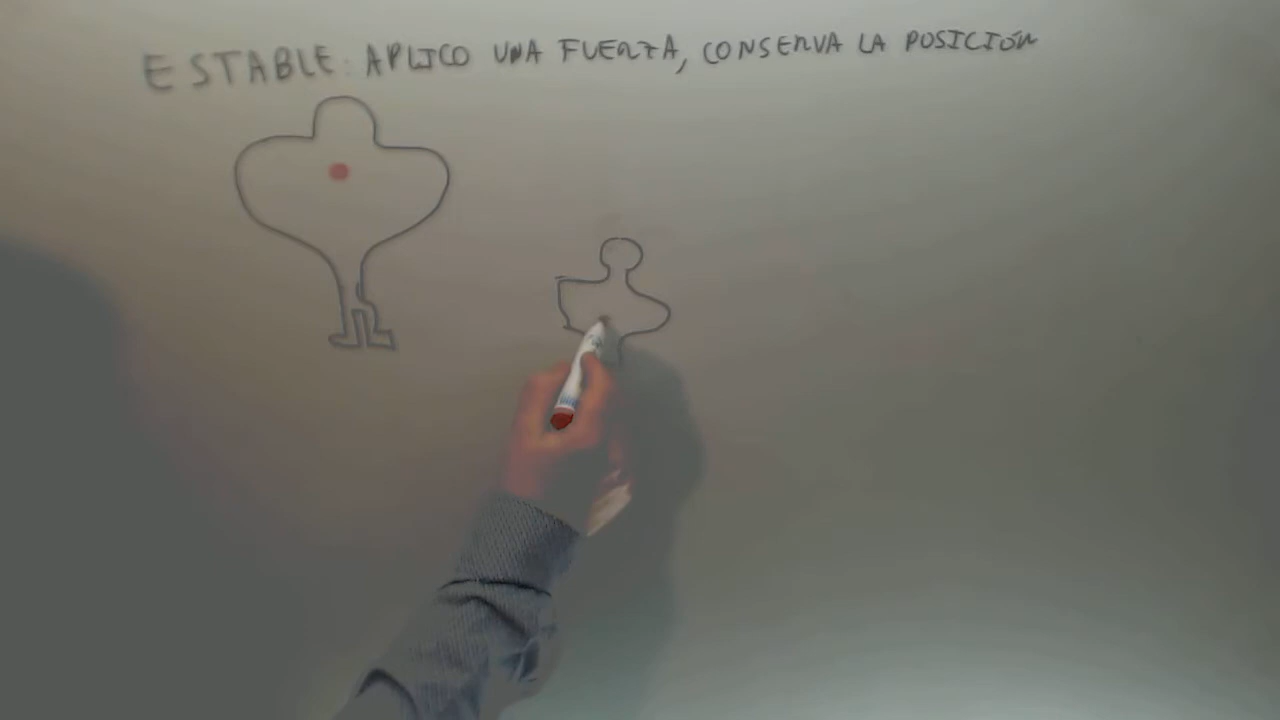 ESTABLE: APLICO UNA FUERZA, CONSERVA LA POSICIÓN